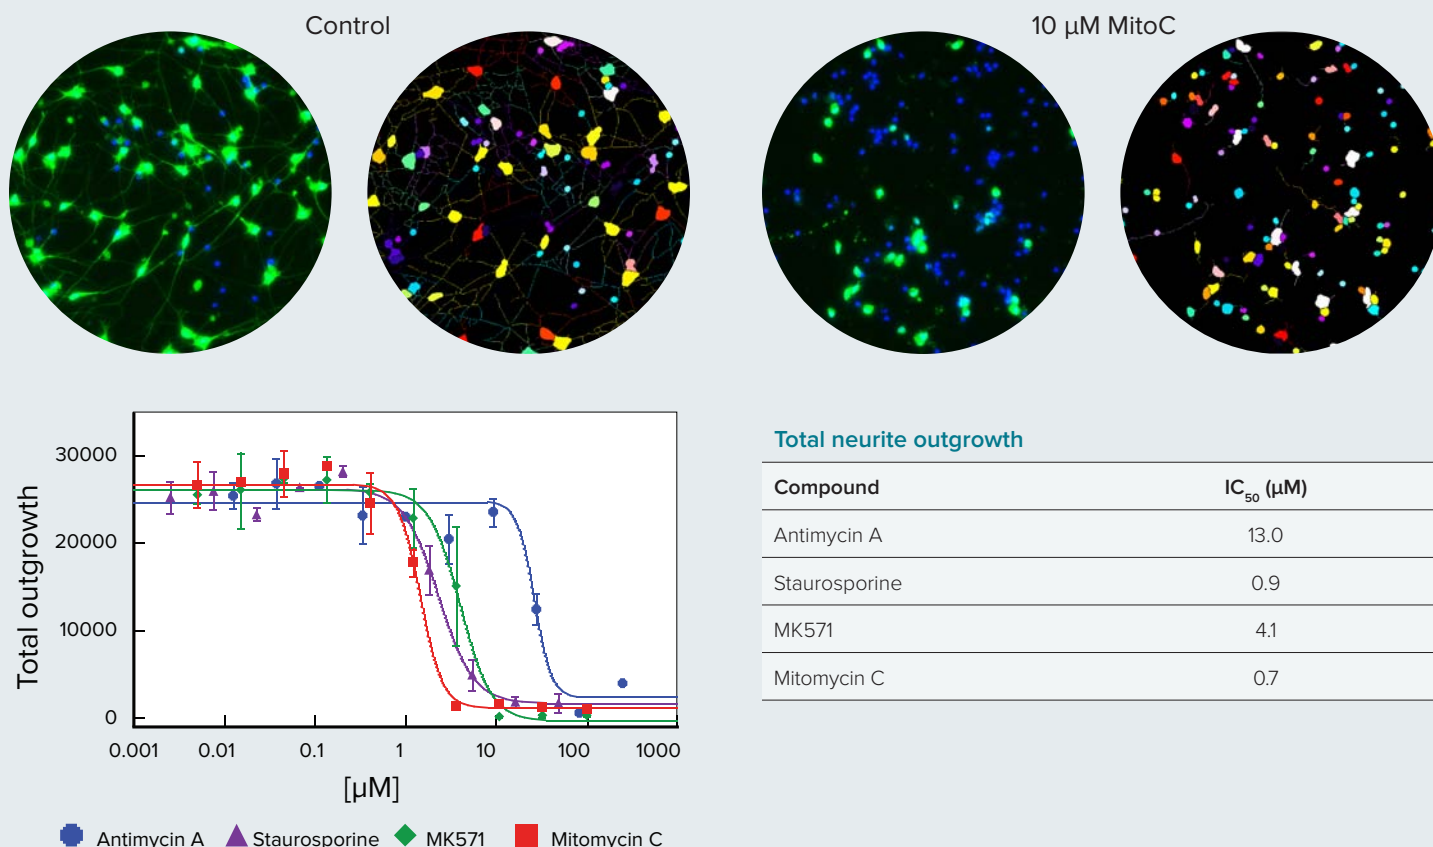 Control
10 µM MitoC
Total outgrowth
30000
20000
10000
0
0.001 0.01 0.1 1 10 100 1000
[µM]
Antimycin A Staurosporine MK571 Mitomycin C
Total neurite outgrowth
Compound IC50 (µM)
Antimycin A 13.0
Staurosporine 0.9
MK571 4.1
Mitomycin C 0.7